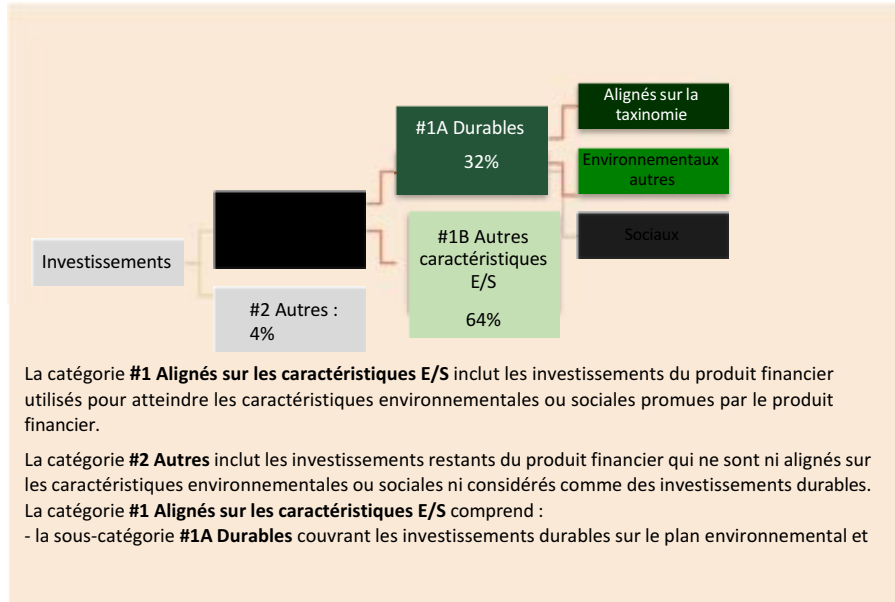 Alignés sur la
taxinomie
#1A Durables
32%
Environnementaux
autres
Sociaux
#1B Autres
caractéristiques
E/S
64%
Investissements
#2 Autres :
4%
La catégorie #1 Alignés sur les caractéristiques E/S inclut les investissements du produit financier
utilisés pour atteindre les caractéristiques environnementales ou sociales promues par le produit
financier.
La catégorie #2 Autres inclut les investissements restants du produit financier qui ne sont ni alignés sur
les caractéristiques environnementales ou sociales ni considérés comme des investissements durables.
La catégorie #1 Alignés sur les caractéristiques E/S comprend :
- la sous-catégorie #1A Durables couvrant les investissements durables sur le plan environnemental et